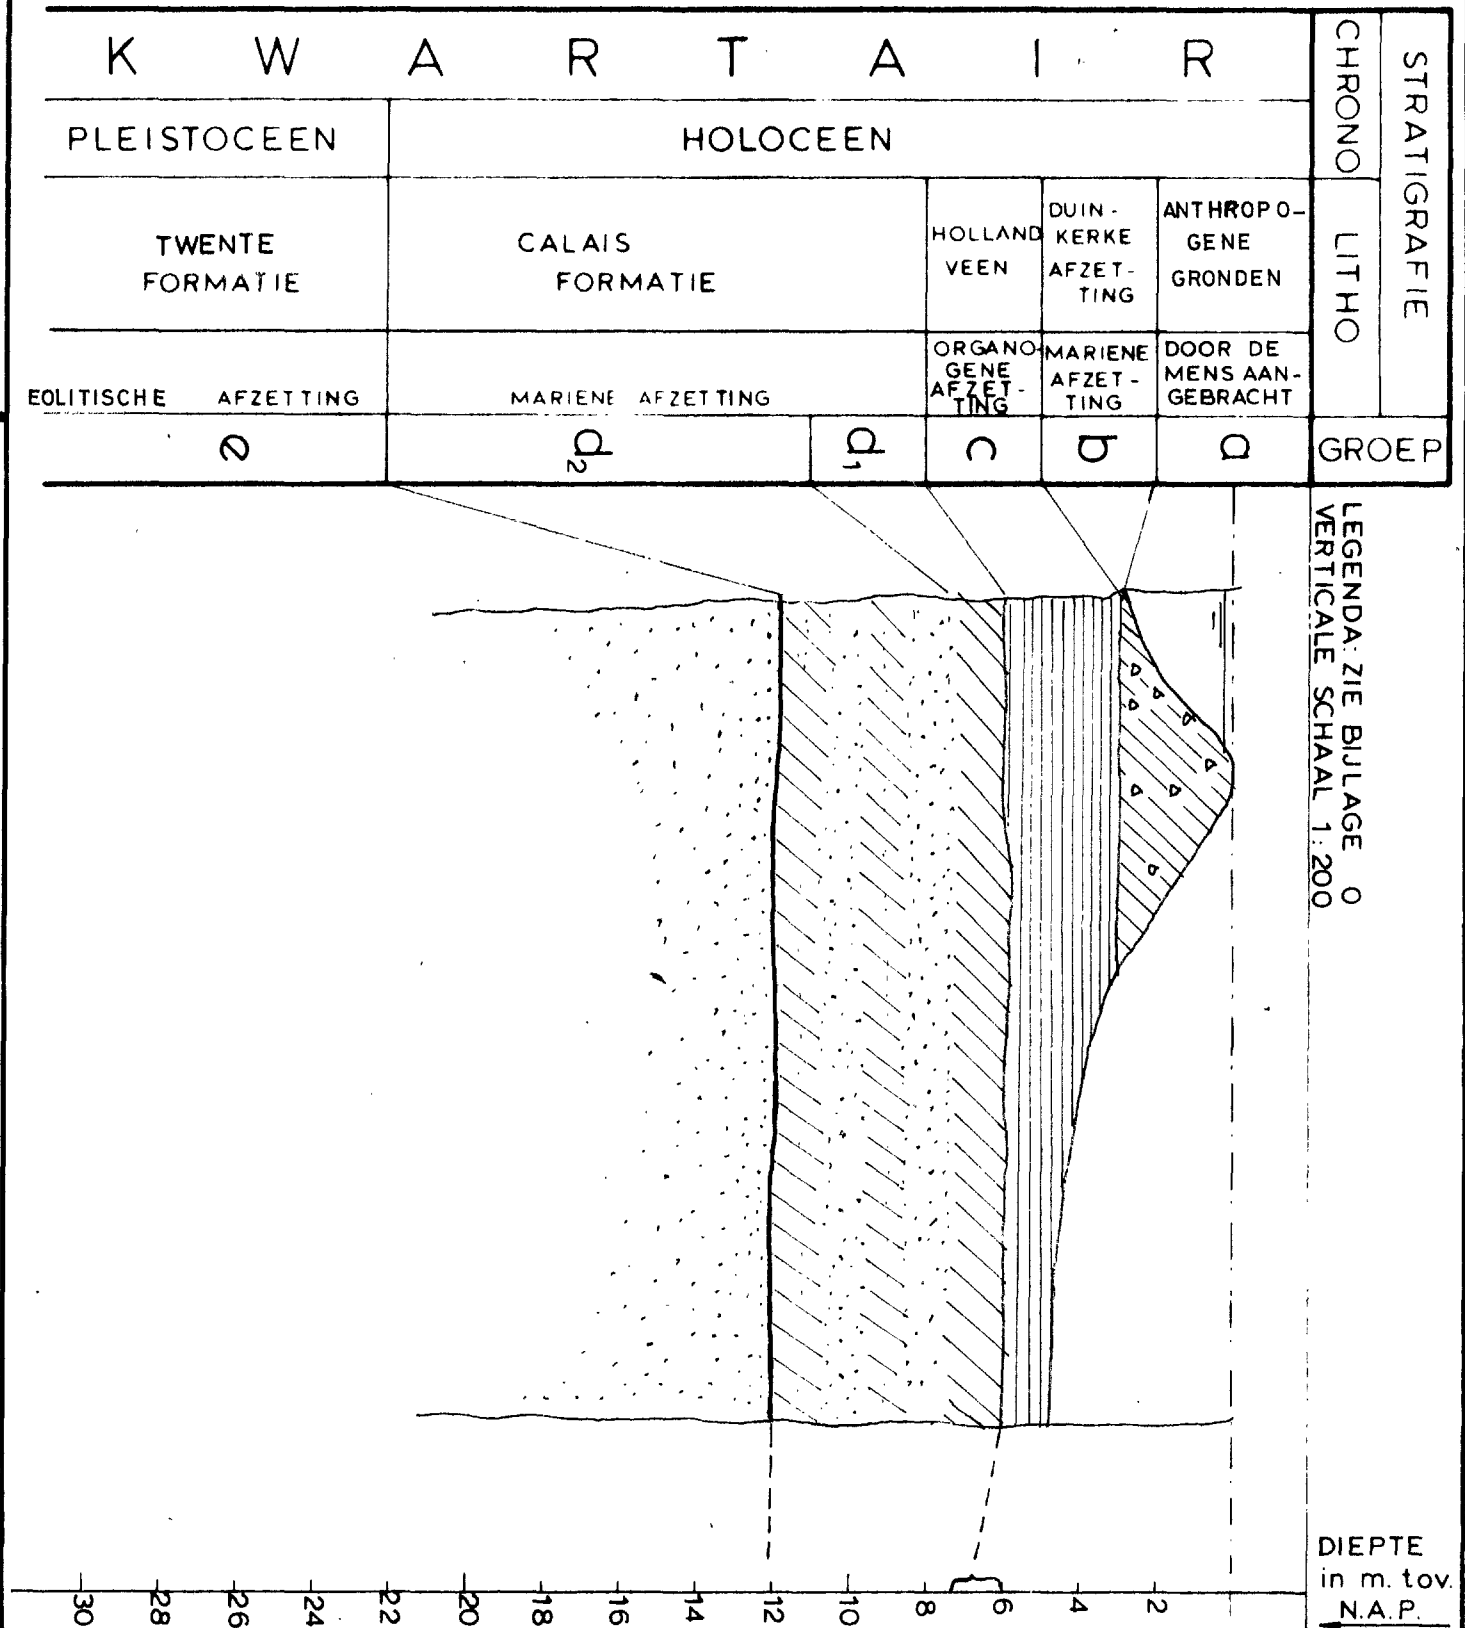 K W A R T A I R
CHRONO
STRATIGRAFIE
PLEISTOCEEN
HOLOCEEN
TWENTE
FORMATIE
CALAIS
FORMATIE
HOLLAND
VEEN
DUIN-
KERKE
AFZET-
TING
ANTHROPO-
GENE
GRONDEN
LITHO
EOLITISCHE AFZETTING
MARIENE AFZETTING
ORGANO-
GENE
AFZET-
TING
MARIENE
AFZET-
TING
DOOR DE
MENS AAN-
GEBRACHT
e
d2
d1
c
b
a
GROEP
LEGENDA: ZIE BIJLAGE 0
VERTICALE SCHAAL 1:200
DIEPTE
in m. tov.
N.A.P.
30 28 26 24 22 20 18 16 14 12 10 8 6 4 2